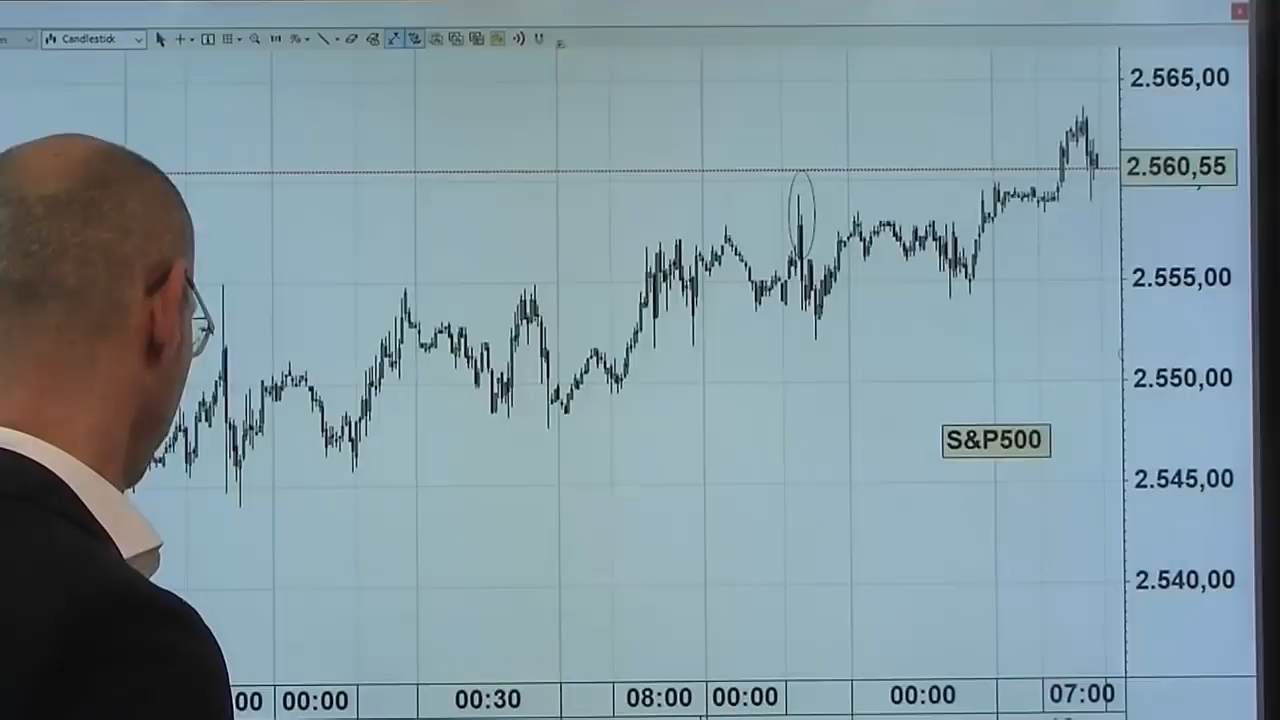 Candlestick
2.565,00
2.560,55
2.555,00
2.550,00
S&P500
2.545,00
2.540,00
00 00:00 00:30 08:00 00:00 00:00 07:00